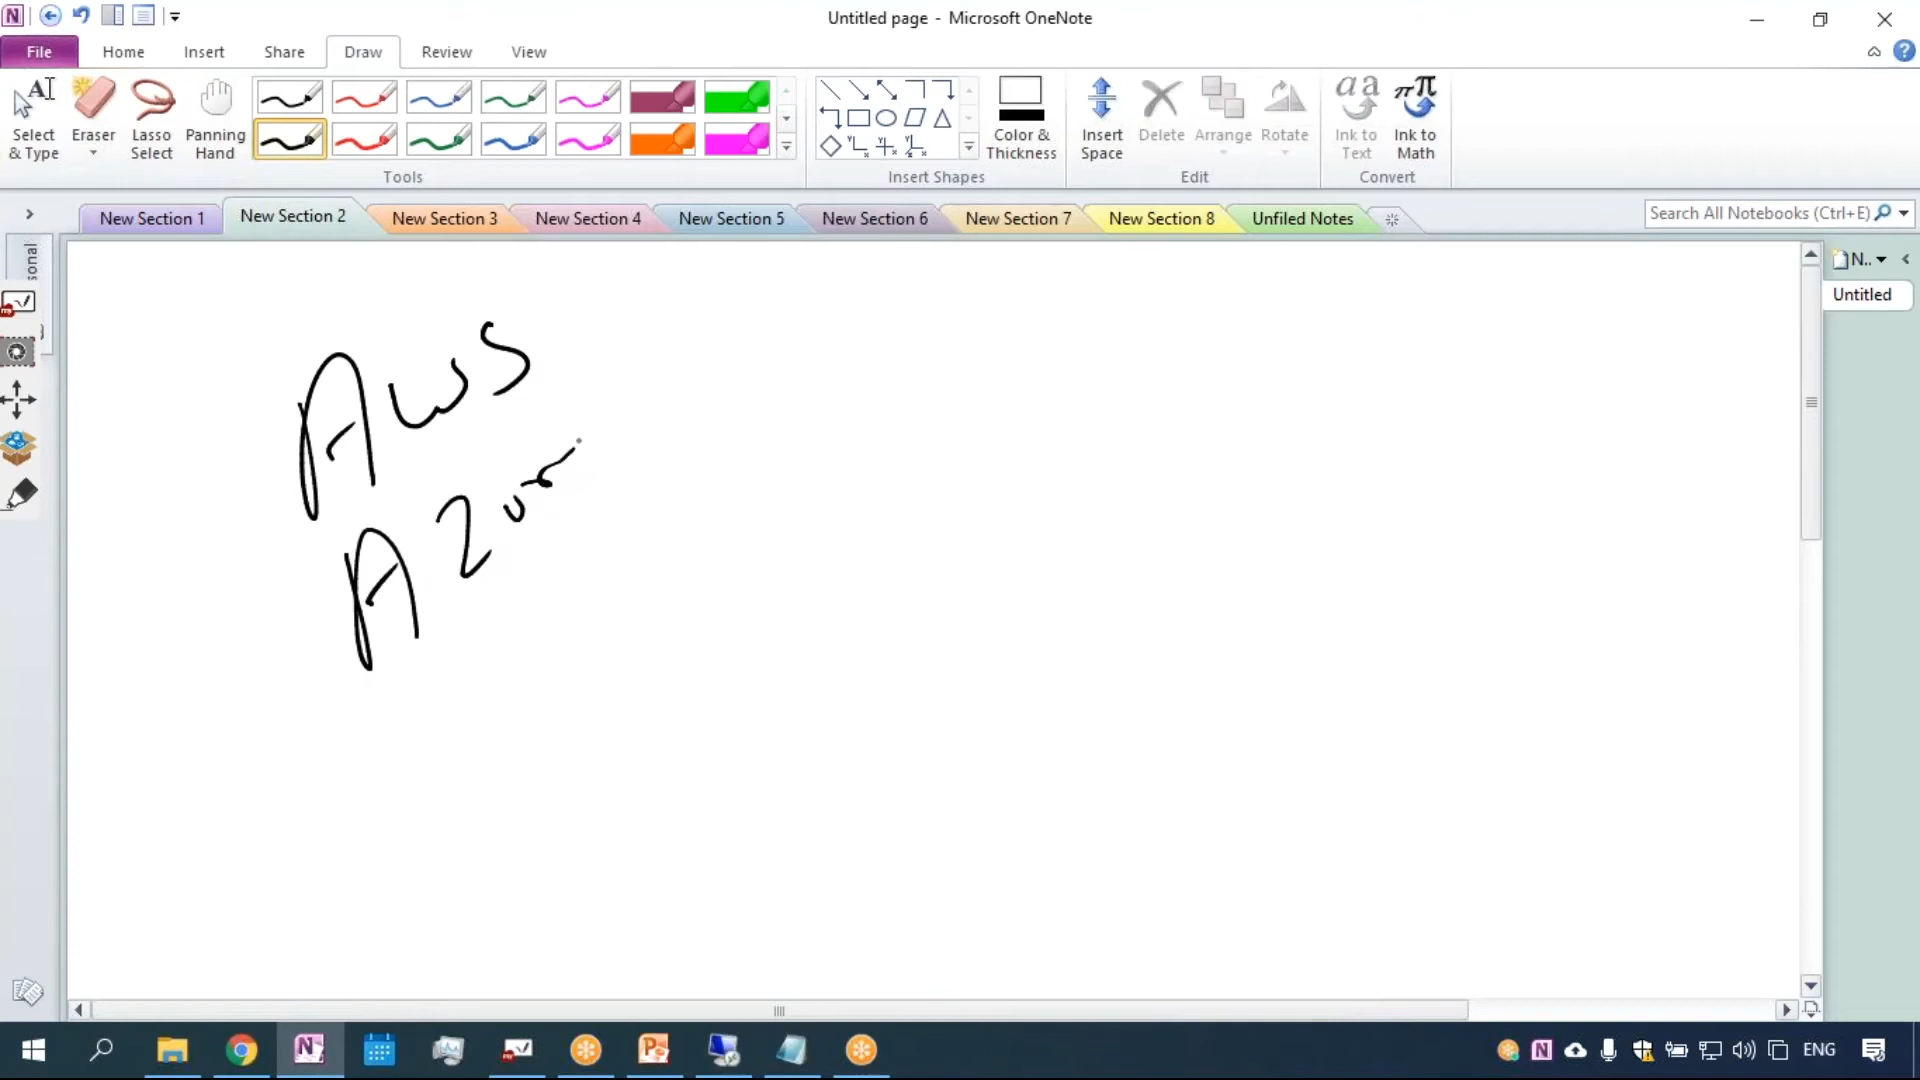 Untitled page - Microsoft OneNote
File Home Insert Share Draw Review View
Select & Type
Eraser
Lasso Select
Panning Hand
Color & Thickness
Insert Space
Delete
Arrange
Rotate
Ink to Text
Ink to Math
Tools
Insert Shapes
Edit
Convert
New Section 1 New Section 2 New Section 3 New Section 4 New Section 5 New Section 6 New Section 7 New Section 8 Unfiled Notes
Search All Notebooks (Ctrl+E)
N..
sonal
Untitled
AWS
Azur
ENG